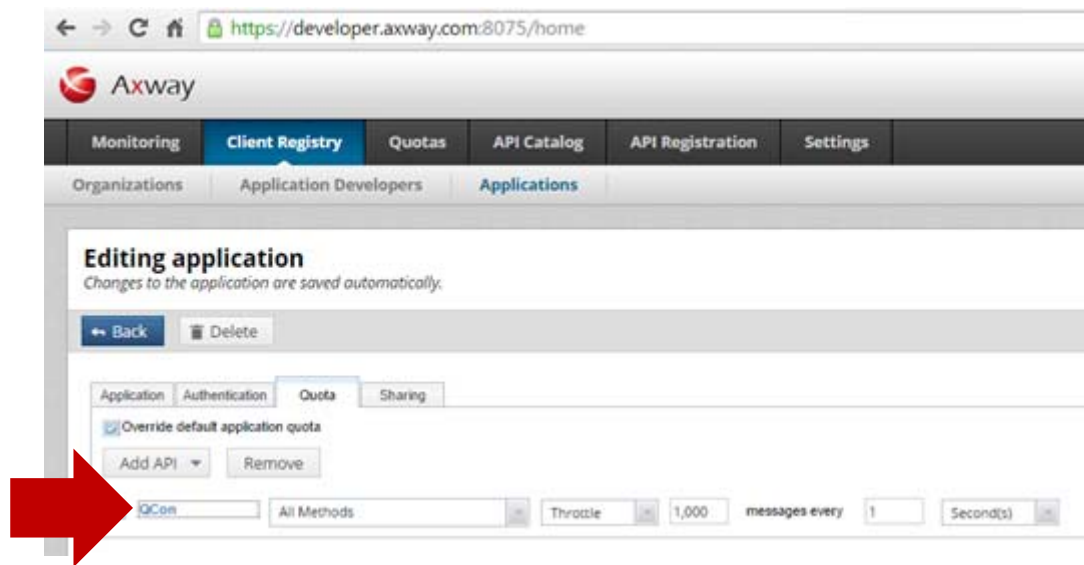 https://developer.axway.com:8075/home
Axway
Monitoring Client Registry Quotas API Catalog API Registration Settings
Organizations Application Developers Applications
Editing application
Changes to the application are saved automatically.
Back Delete
Application Authentication Quota Sharing
Override default application quota
Add API Remove
QCon All Methods Throttle 1,000 messages every 1 Second(s)